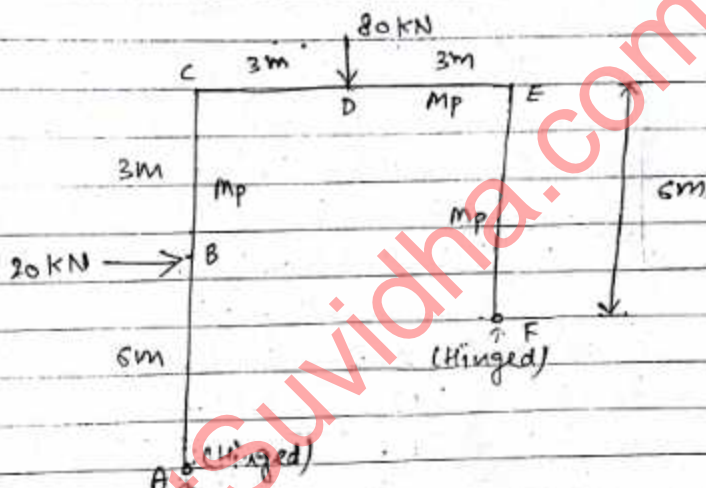 80 KN
C 3m 3m
D Mp E
3m Mp
6m
Mp
20 KN B
F
(Hinged)
6m
(Hinged)
A
Suvidha.com